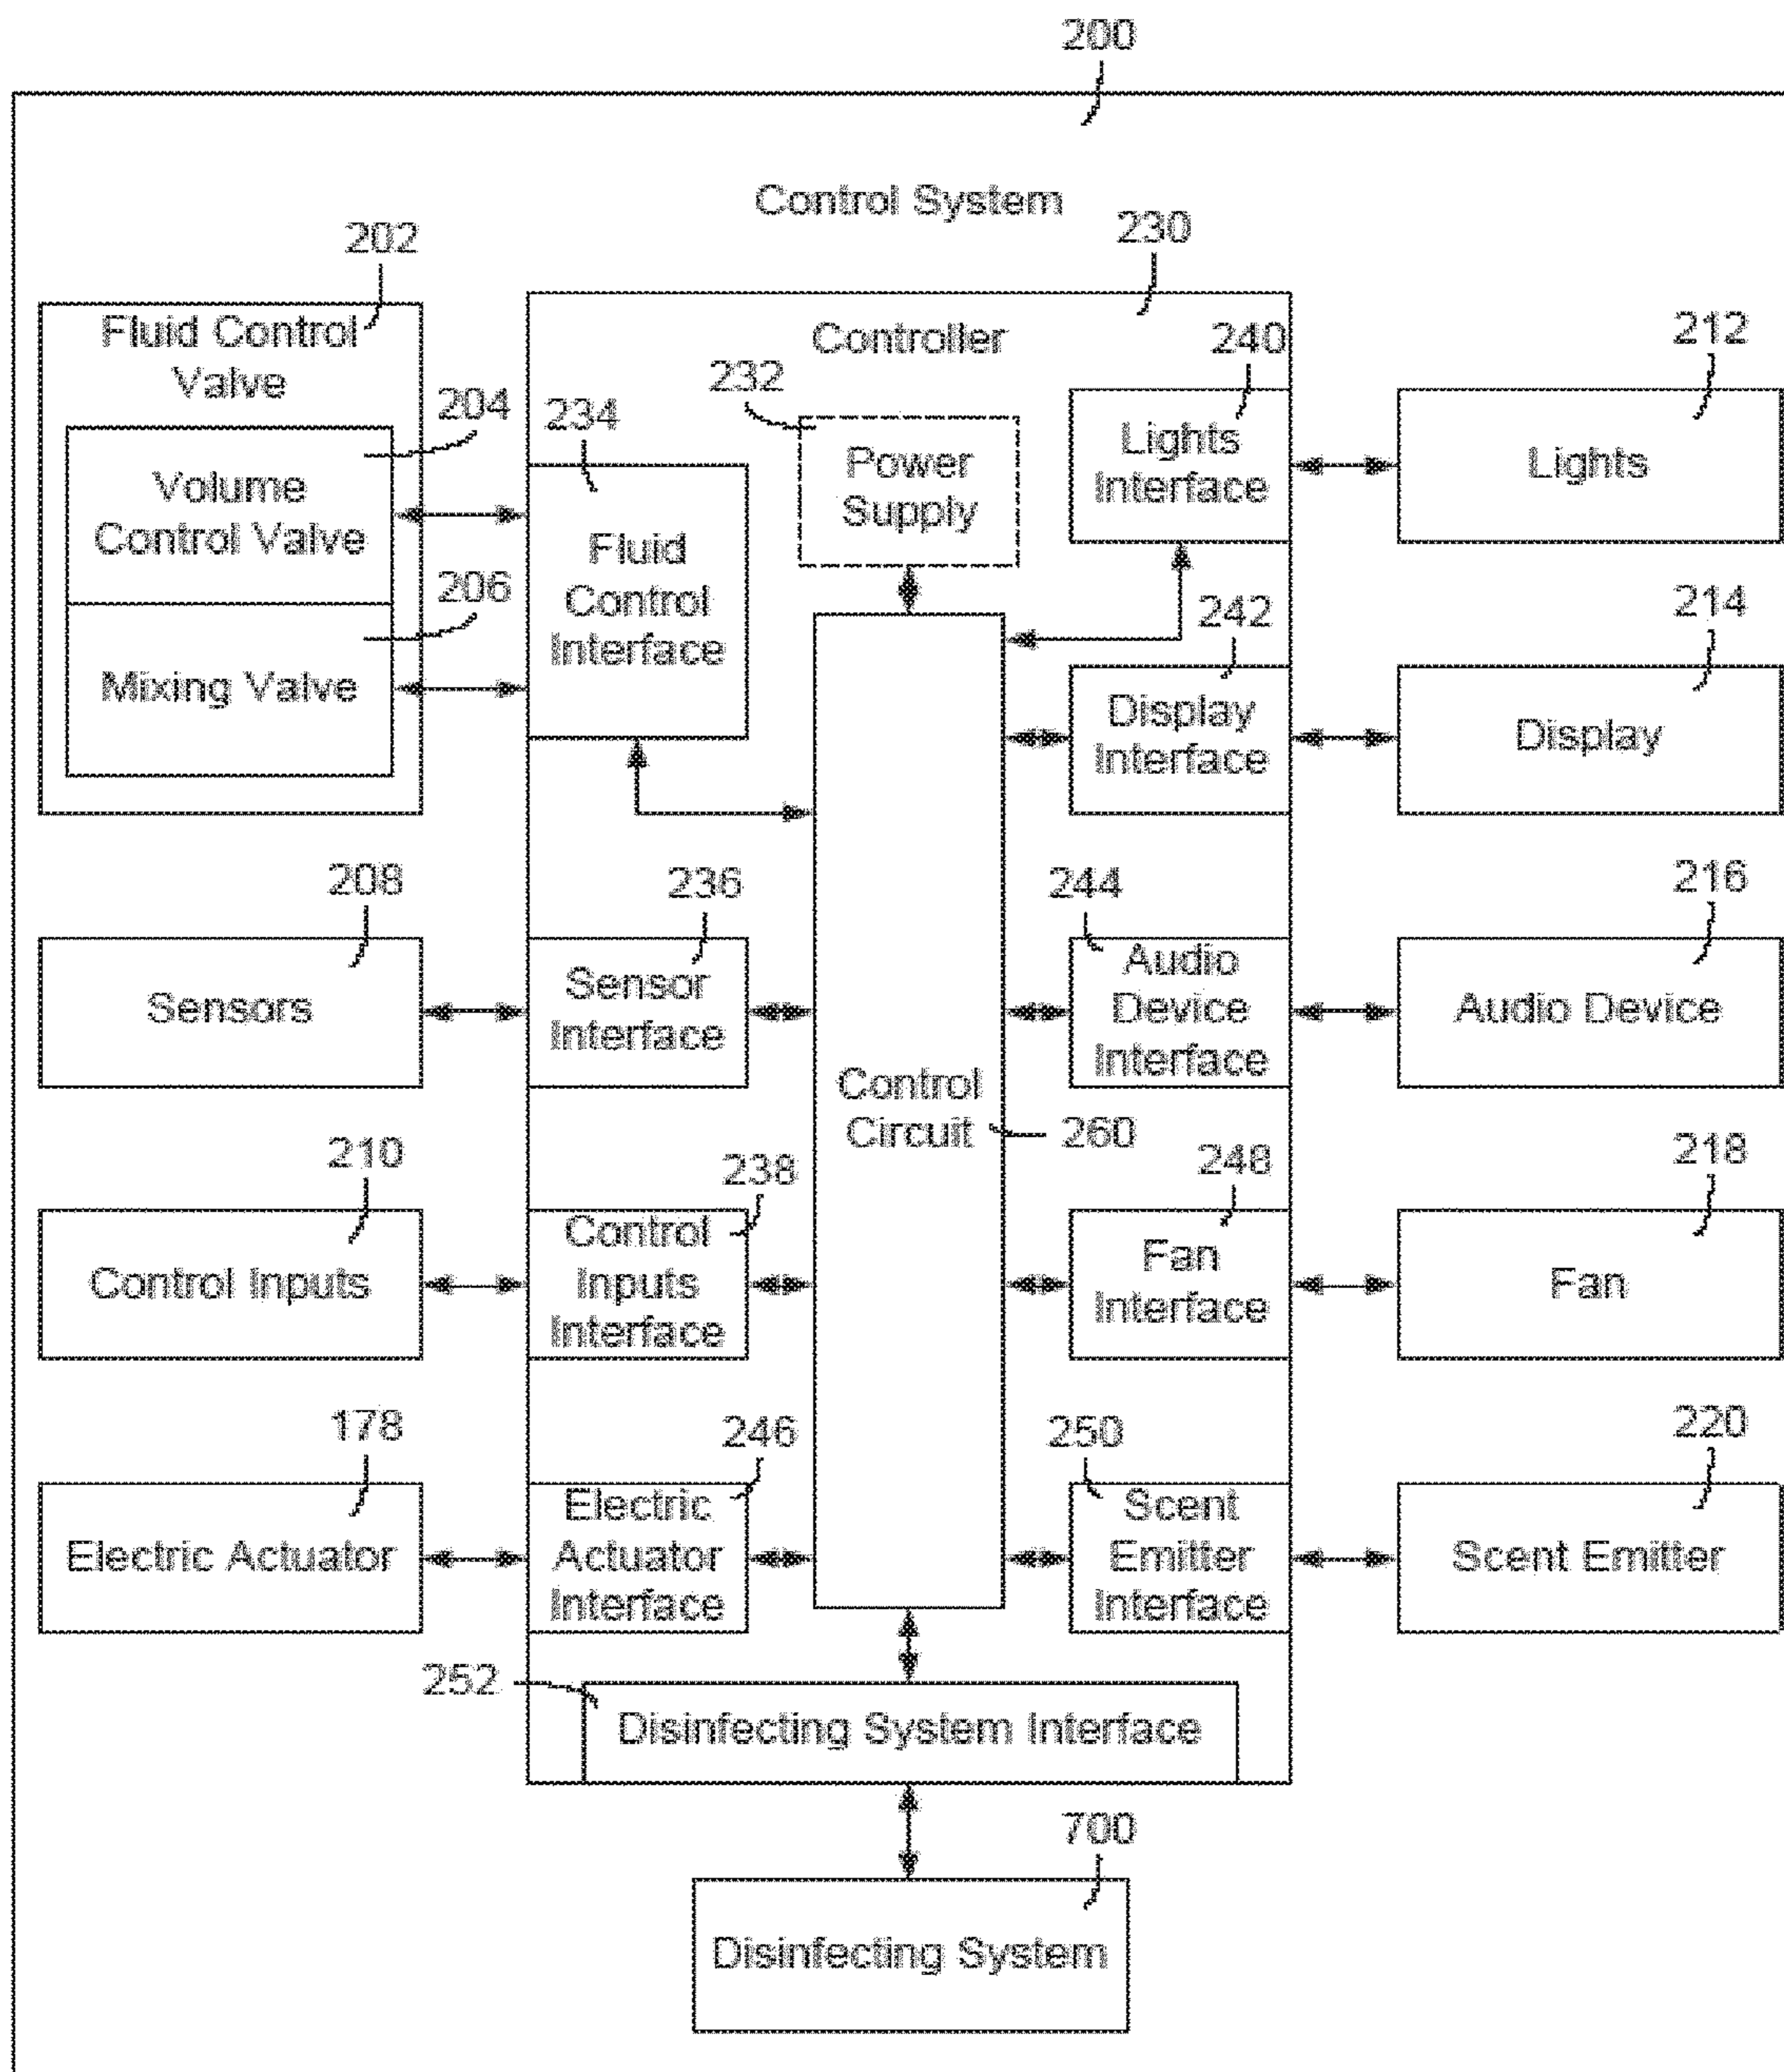 200
Control System
202
230
Fluid Control
Valve
Controller
204
234
232
240
212
Volume
Control Valve
206
Mixing Valve
Fluid
Control
Interface
Power
Supply
Lights
Interface
Lights
242
214
Display
Interface
Display
208
236
244
216
Sensors
Sensor
Interface
Audio
Device
Interface
Audio Device
Control
Circuit
260
210
238
248
218
Control Inputs
Control
Inputs
Interface
Fan
Interface
Fan
178
246
250
220
Electric Actuator
Electric
Actuator
Interface
Scent
Emitter
Interface
Scent Emitter
252
Disinfecting System Interface
700
Disinfecting System